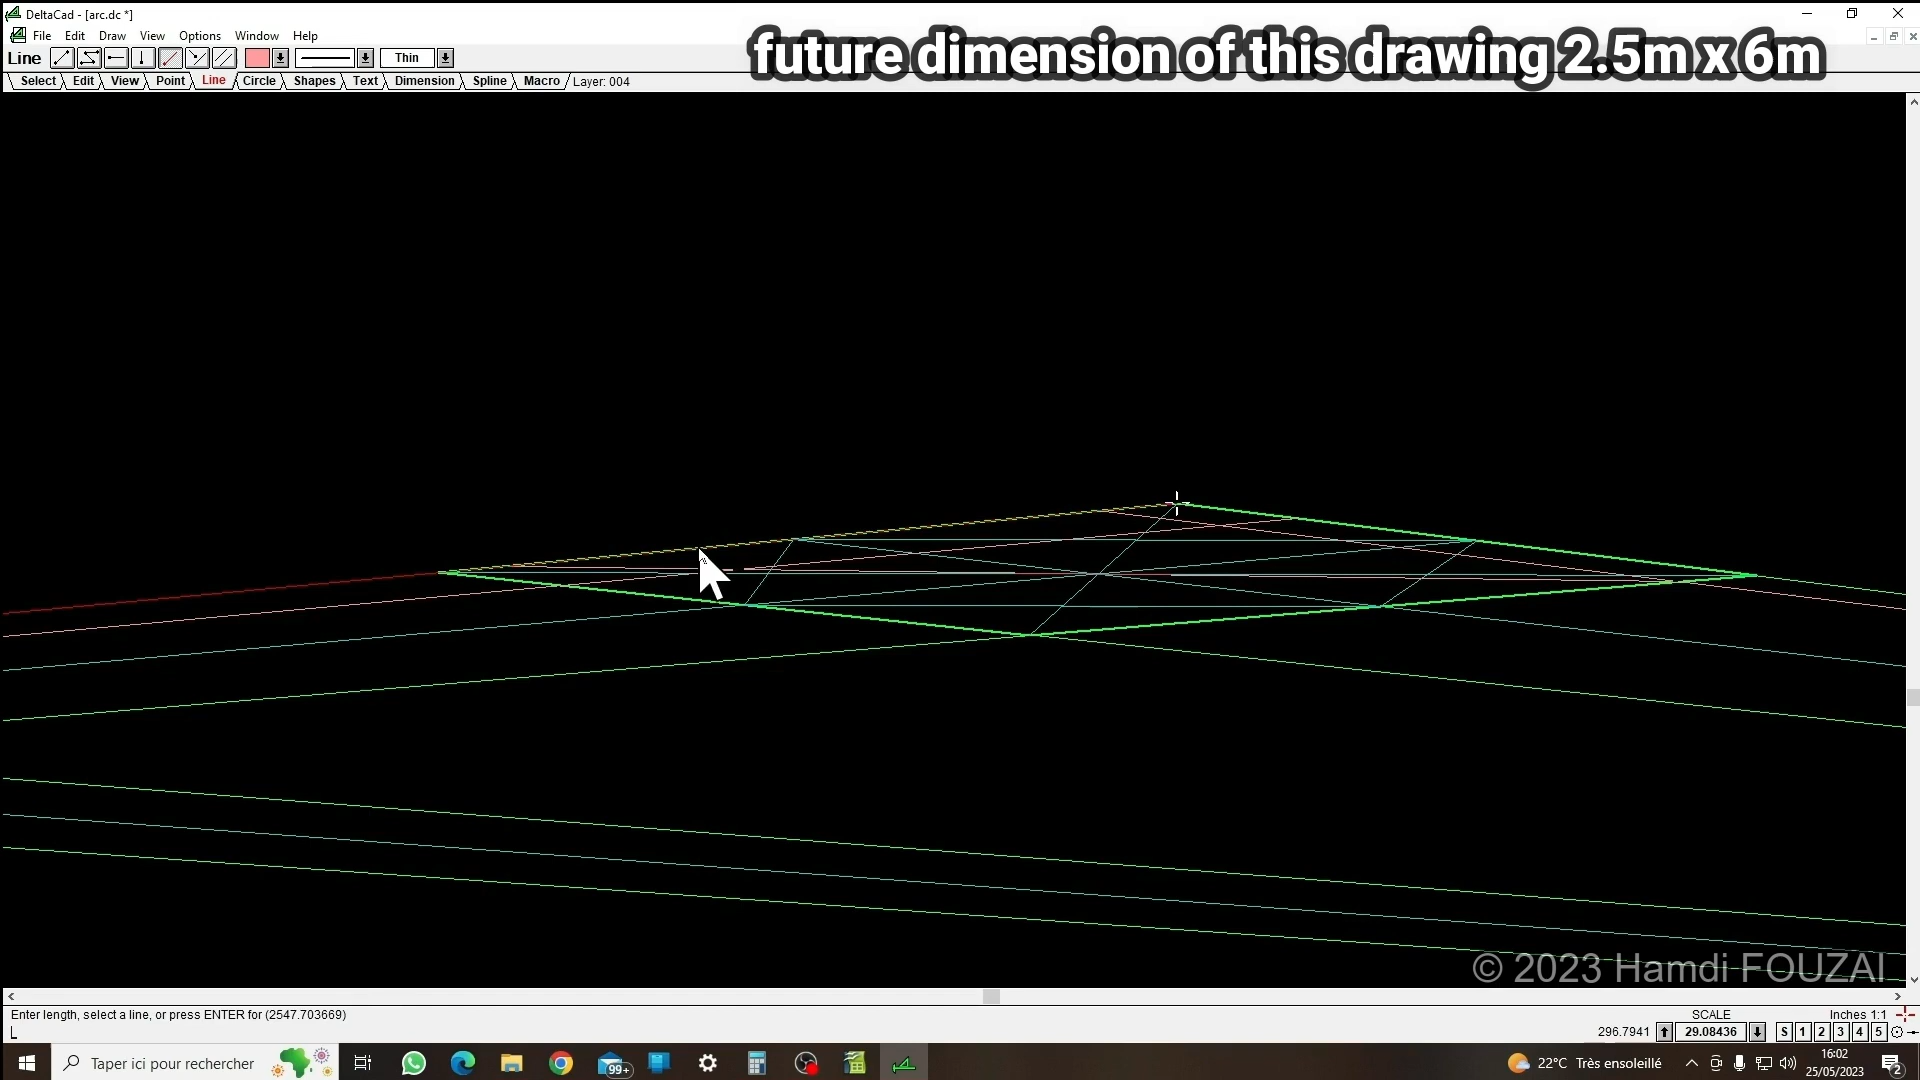 DeltaCad - [arc.dc *]
future dimension of this drawing 2.5m x 6m
File Edit Draw View Options Window Help
Line Thin
Select Edit View Point Line Circle Shapes Text Dimension Spline Macro Layer: 004
© 2023 Hamdi FOUZAI
Enter length, select a line, or press ENTER for (2547.703669)
SCALE Inches 1:1
296.7941 29.08436 S 1 2 3 4 5
Taper ici pour rechercher
99+
22°C Très ensoleillé
16:02
25/05/2023
2